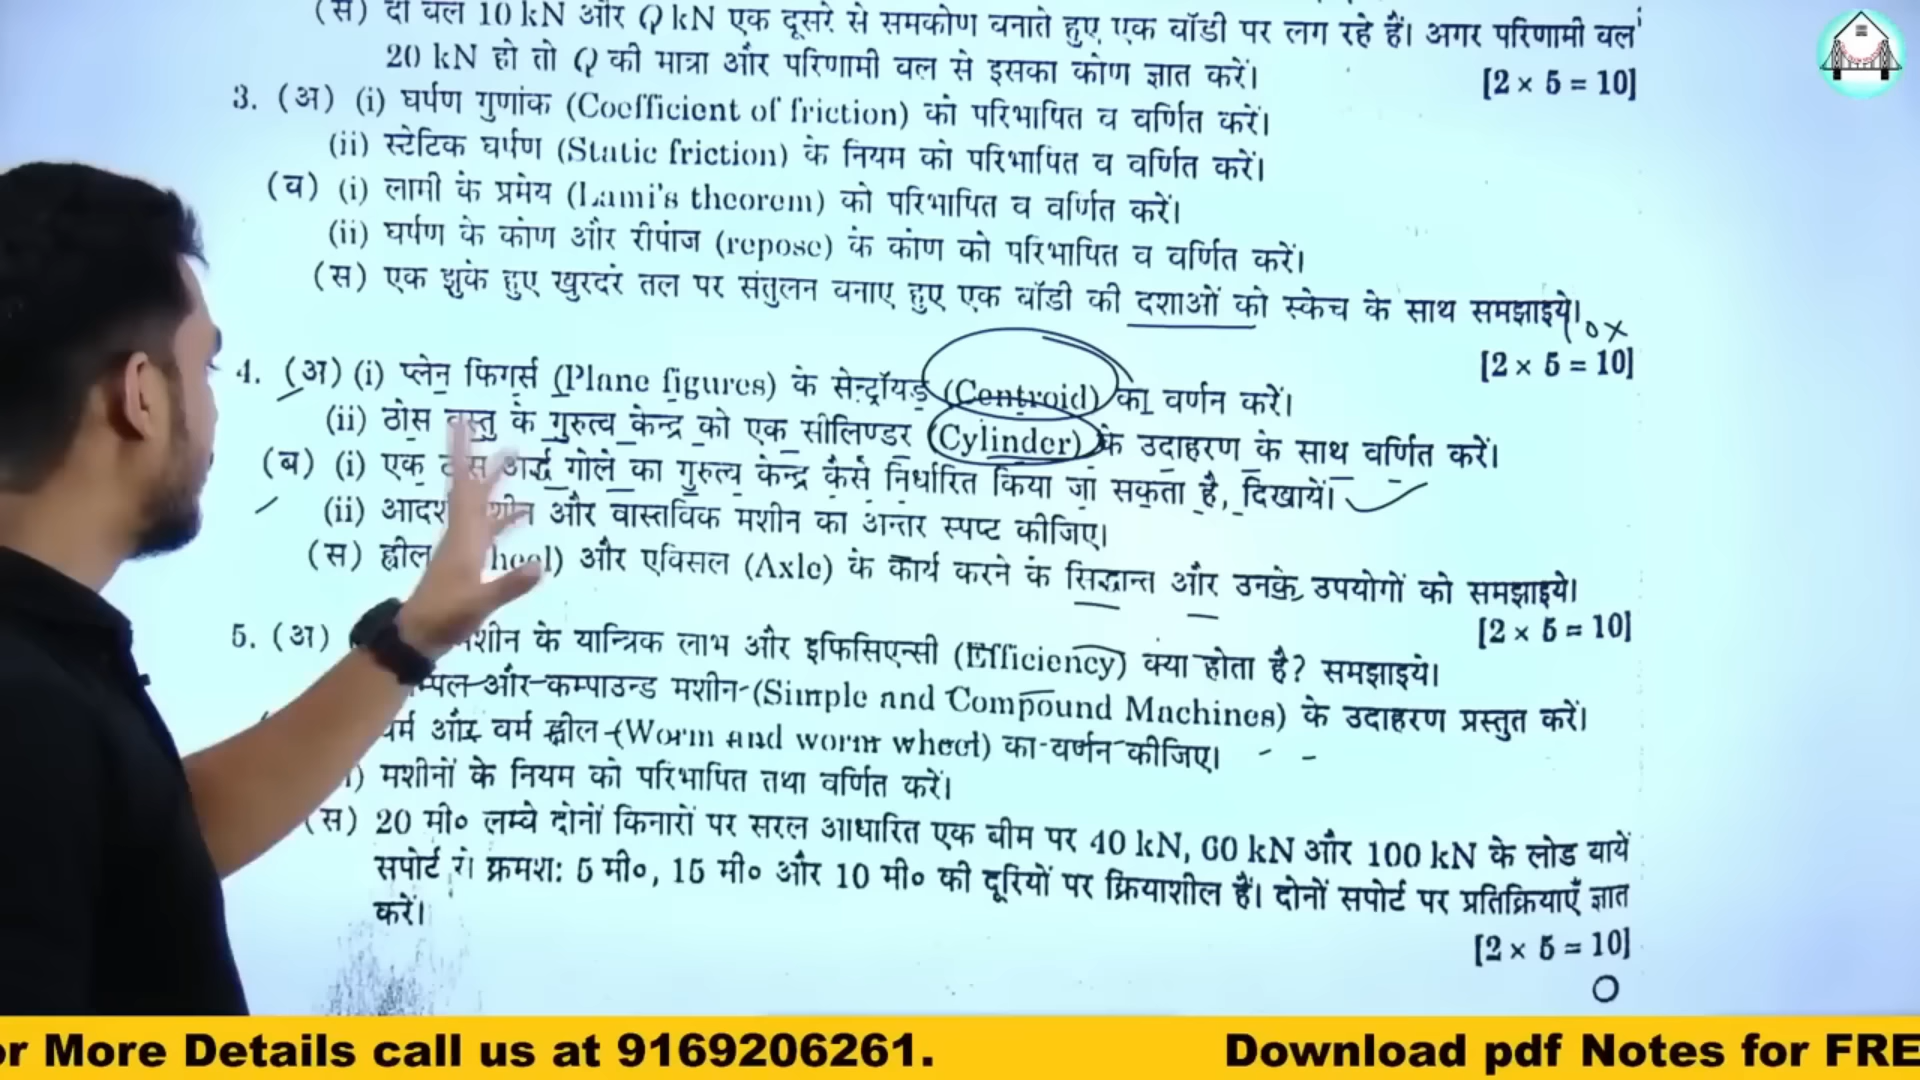 (स) दो बल 10 kN और Q kN एक दूसरे से समकोण बनाते हुए एक बॉडी पर लग रहे हैं। अगर परिणामी बल
20 kN हो तो Q की मात्रा और परिणामी बल से इसका कोण ज्ञात करें।
[2 × 5 = 10]
3. (अ) (i) घर्षण गुणांक (Coefficient of friction) को परिभाषित व वर्णित करें।
(ii) स्टेटिक घर्षण (Static friction) के नियम को परिभाषित व वर्णित करें।
(ब) (i) लामी के प्रमेय (Lami's theorem) को परिभाषित व वर्णित करें।
(ii) घर्षण के कोण और रीपोज (repose) के कोण को परिभाषित व वर्णित करें।
(स) एक झुके हुए खुरदरे तल पर संतुलन बनाए हुए एक बॉडी की दशाओं को स्केच के साथ समझाइये।
[2 × 5 = 10]
4. (अ) (i) प्लेन फिगर्स (Plane figures) के सेन्ट्रॉयड (Centroid) का वर्णन करें।
(ii) ठोस वस्तु के गुरुत्व केन्द्र को एक सीलिण्डर (Cylinder) के उदाहरण के साथ वर्णित करें।
(ब) (i) एक अर्द्ध गोले का गुरुत्व केन्द्र कैसे निर्धारित किया जा सकता है, दिखायें।
(ii) और वास्तविक मशीन का अन्तर स्पष्ट कीजिए।
(स) ह्वील और एक्सिल (Axle) के कार्य करने के सिद्धान्त और उनके उपयोगों को समझाइये।
[2 × 5 = 10]
5. (अ) मशीन के यान्त्रिक लाभ और इफिसिएन्सी (Efficiency) क्या होता है? समझाइये।
और कम्पाउन्ड मशीन (Simple and Compound Machines) के उदाहरण प्रस्तुत करें।
वर्म और वर्म ह्वील (Worm and worm wheel) का वर्णन कीजिए।
मशीनों के नियम को परिभाषित तथा वर्णित करें।
(स) 20 मी० लम्बे दोनों किनारों पर सरल आधारित एक बीम पर 40 kN, 60 kN और 100 kN के लोड बायें
सपोर्ट से क्रमश: 5 मी०, 15 मी० और 10 मी० की दूरियों पर क्रियाशील हैं। दोनों सपोर्ट पर प्रतिक्रियाएँ ज्ञात
करें।
[2 × 5 = 10]
or More Details call us at 9169206261.
Download pdf Notes for FRE